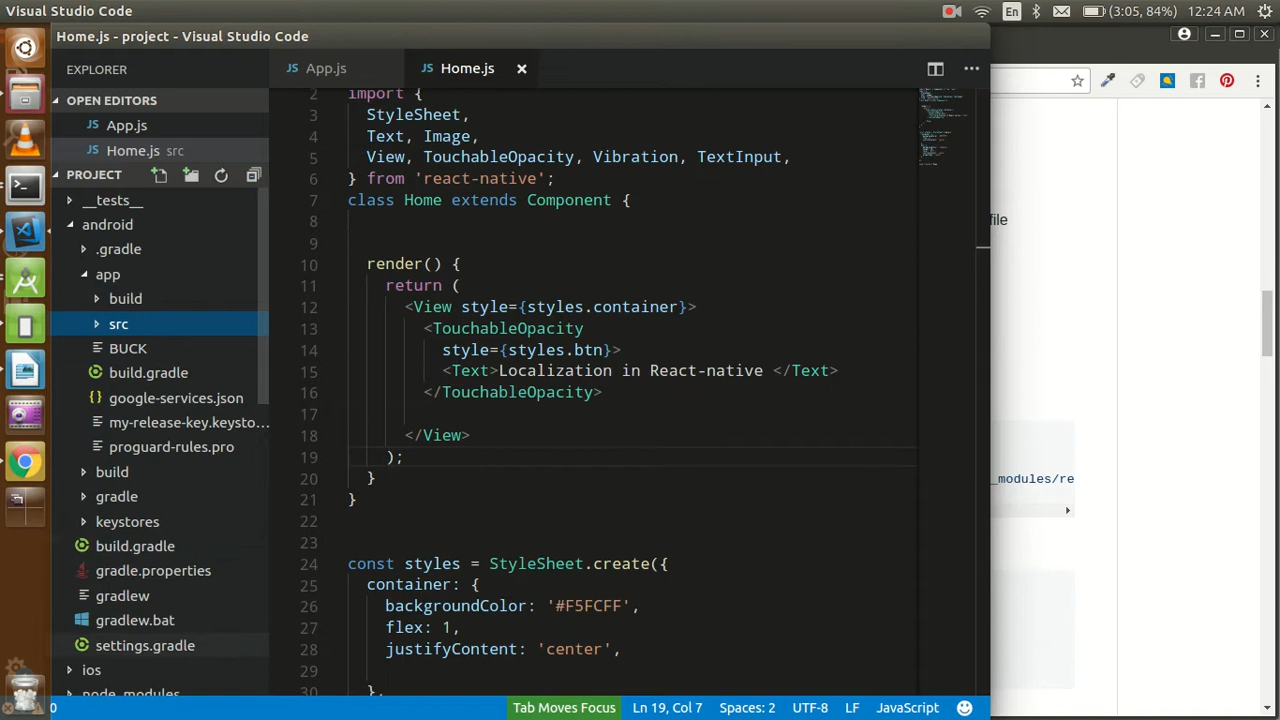 Visual Studio Code
En
(3:05, 84%)
12:24 AM
Home.js - project - Visual Studio Code
EXPLORER
JS App.js
JS Home.js
OPEN EDITORS
JS App.js
JS Home.js src
PROJECT
__tests__
android
.gradle
app
build
src
BUCK
build.gradle
{} google-services.json
my-release-key.keysto...
proguard-rules.pro
build
gradle
keystores
build.gradle
gradle.properties
gradlew
gradlew.bat
settings.gradle
ios
node_modules
2 import {
3 StyleSheet,
4 Text, Image,
5 View, TouchableOpacity, Vibration, TextInput,
6 } from 'react-native';
7 class Home extends Component {
8
9
10 render() {
11 return (
12 <View style={styles.container}>
13 <TouchableOpacity
14 style={styles.btn}>
15 <Text>Localization in React-native </Text>
16 </TouchableOpacity>
17
18 </View>
19 );
20 }
21 }
22
23
24 const styles = StyleSheet.create({
25 container: {
26 backgroundColor: '#F5FCFF',
27 flex: 1,
28 justifyContent: 'center',
29
30 },
file
_modules/re
0
Tab Moves Focus
Ln 19, Col 7
Spaces: 2
UTF-8
LF
JavaScript